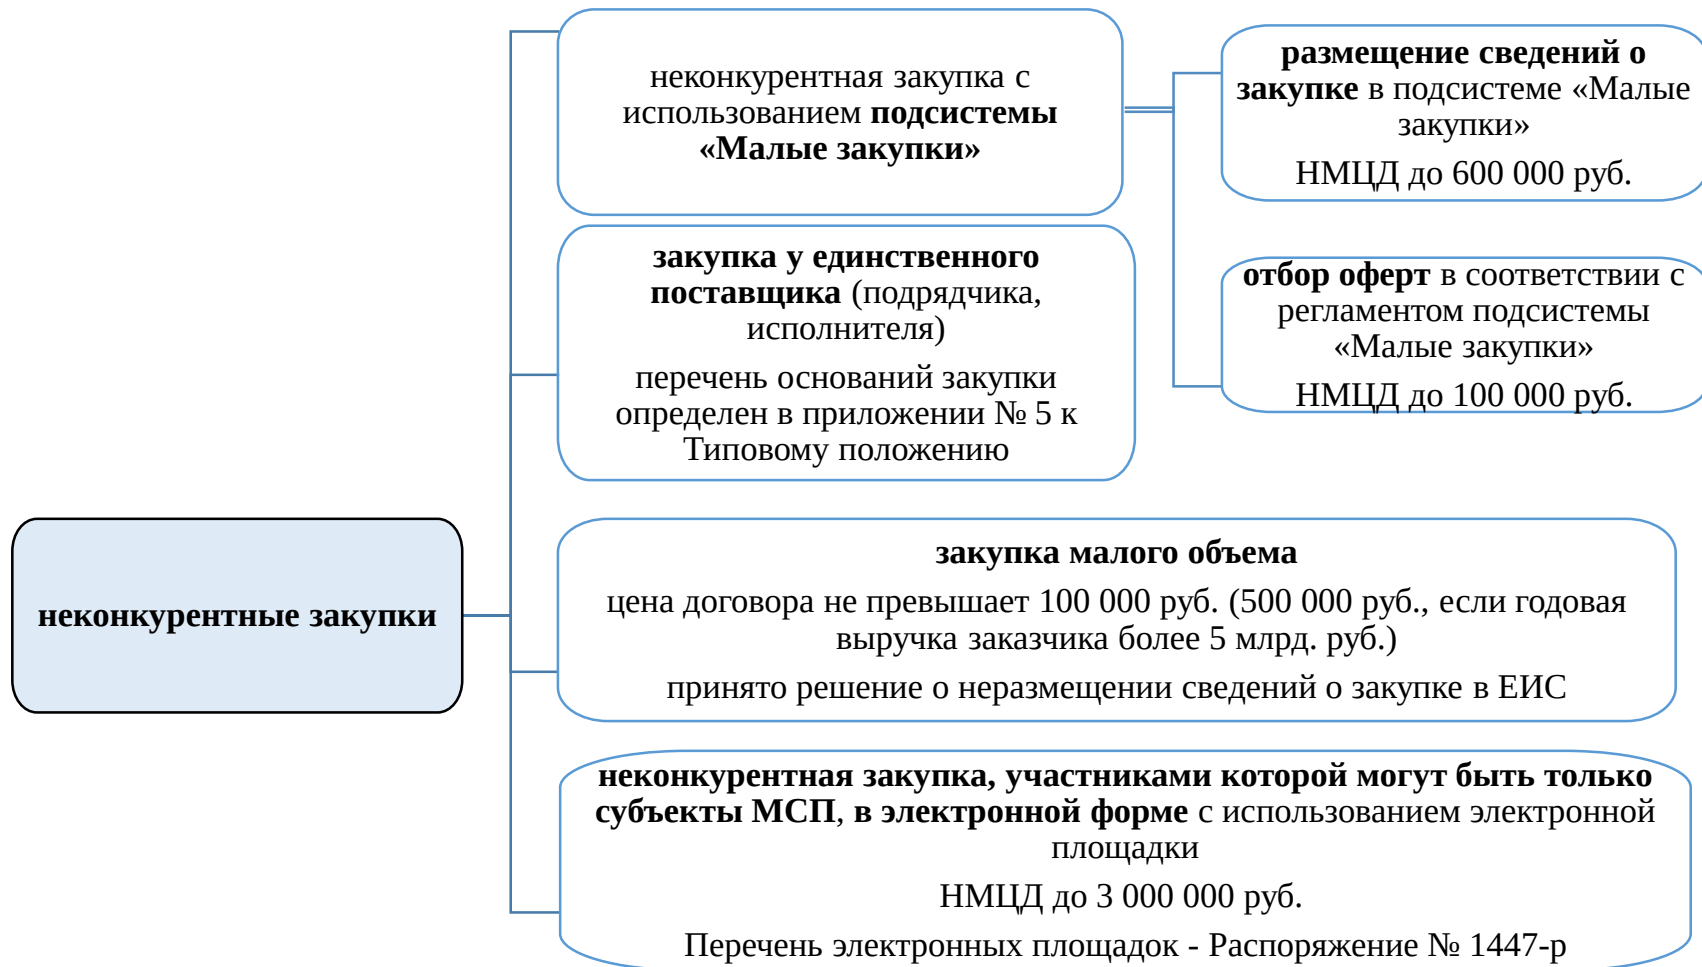 неконкурентная закупка с
использованием подсистемы
«Малые закупки»
размещение сведений о
закупке в подсистеме «Малые
закупки»
НМЦД до 600 000 руб.
отбор оферт в соответствии с
регламентом подсистемы
«Малые закупки»
НМЦД до 100 000 руб.
закупка у единственного
поставщика (подрядчика,
исполнителя)
перечень оснований закупки
определен в приложении № 5 к
Типовому положению
неконкурентные закупки
закупка малого объема
цена договора не превышает 100 000 руб. (500 000 руб., если годовая
выручка заказчика более 5 млрд. руб.)
принято решение о неразмещении сведений о закупке в ЕИС
неконкурентная закупка, участниками которой могут быть только
субъекты МСП, в электронной форме с использованием электронной
площадки
НМЦД до 3 000 000 руб.
Перечень электронных площадок - Распоряжение № 1447-р